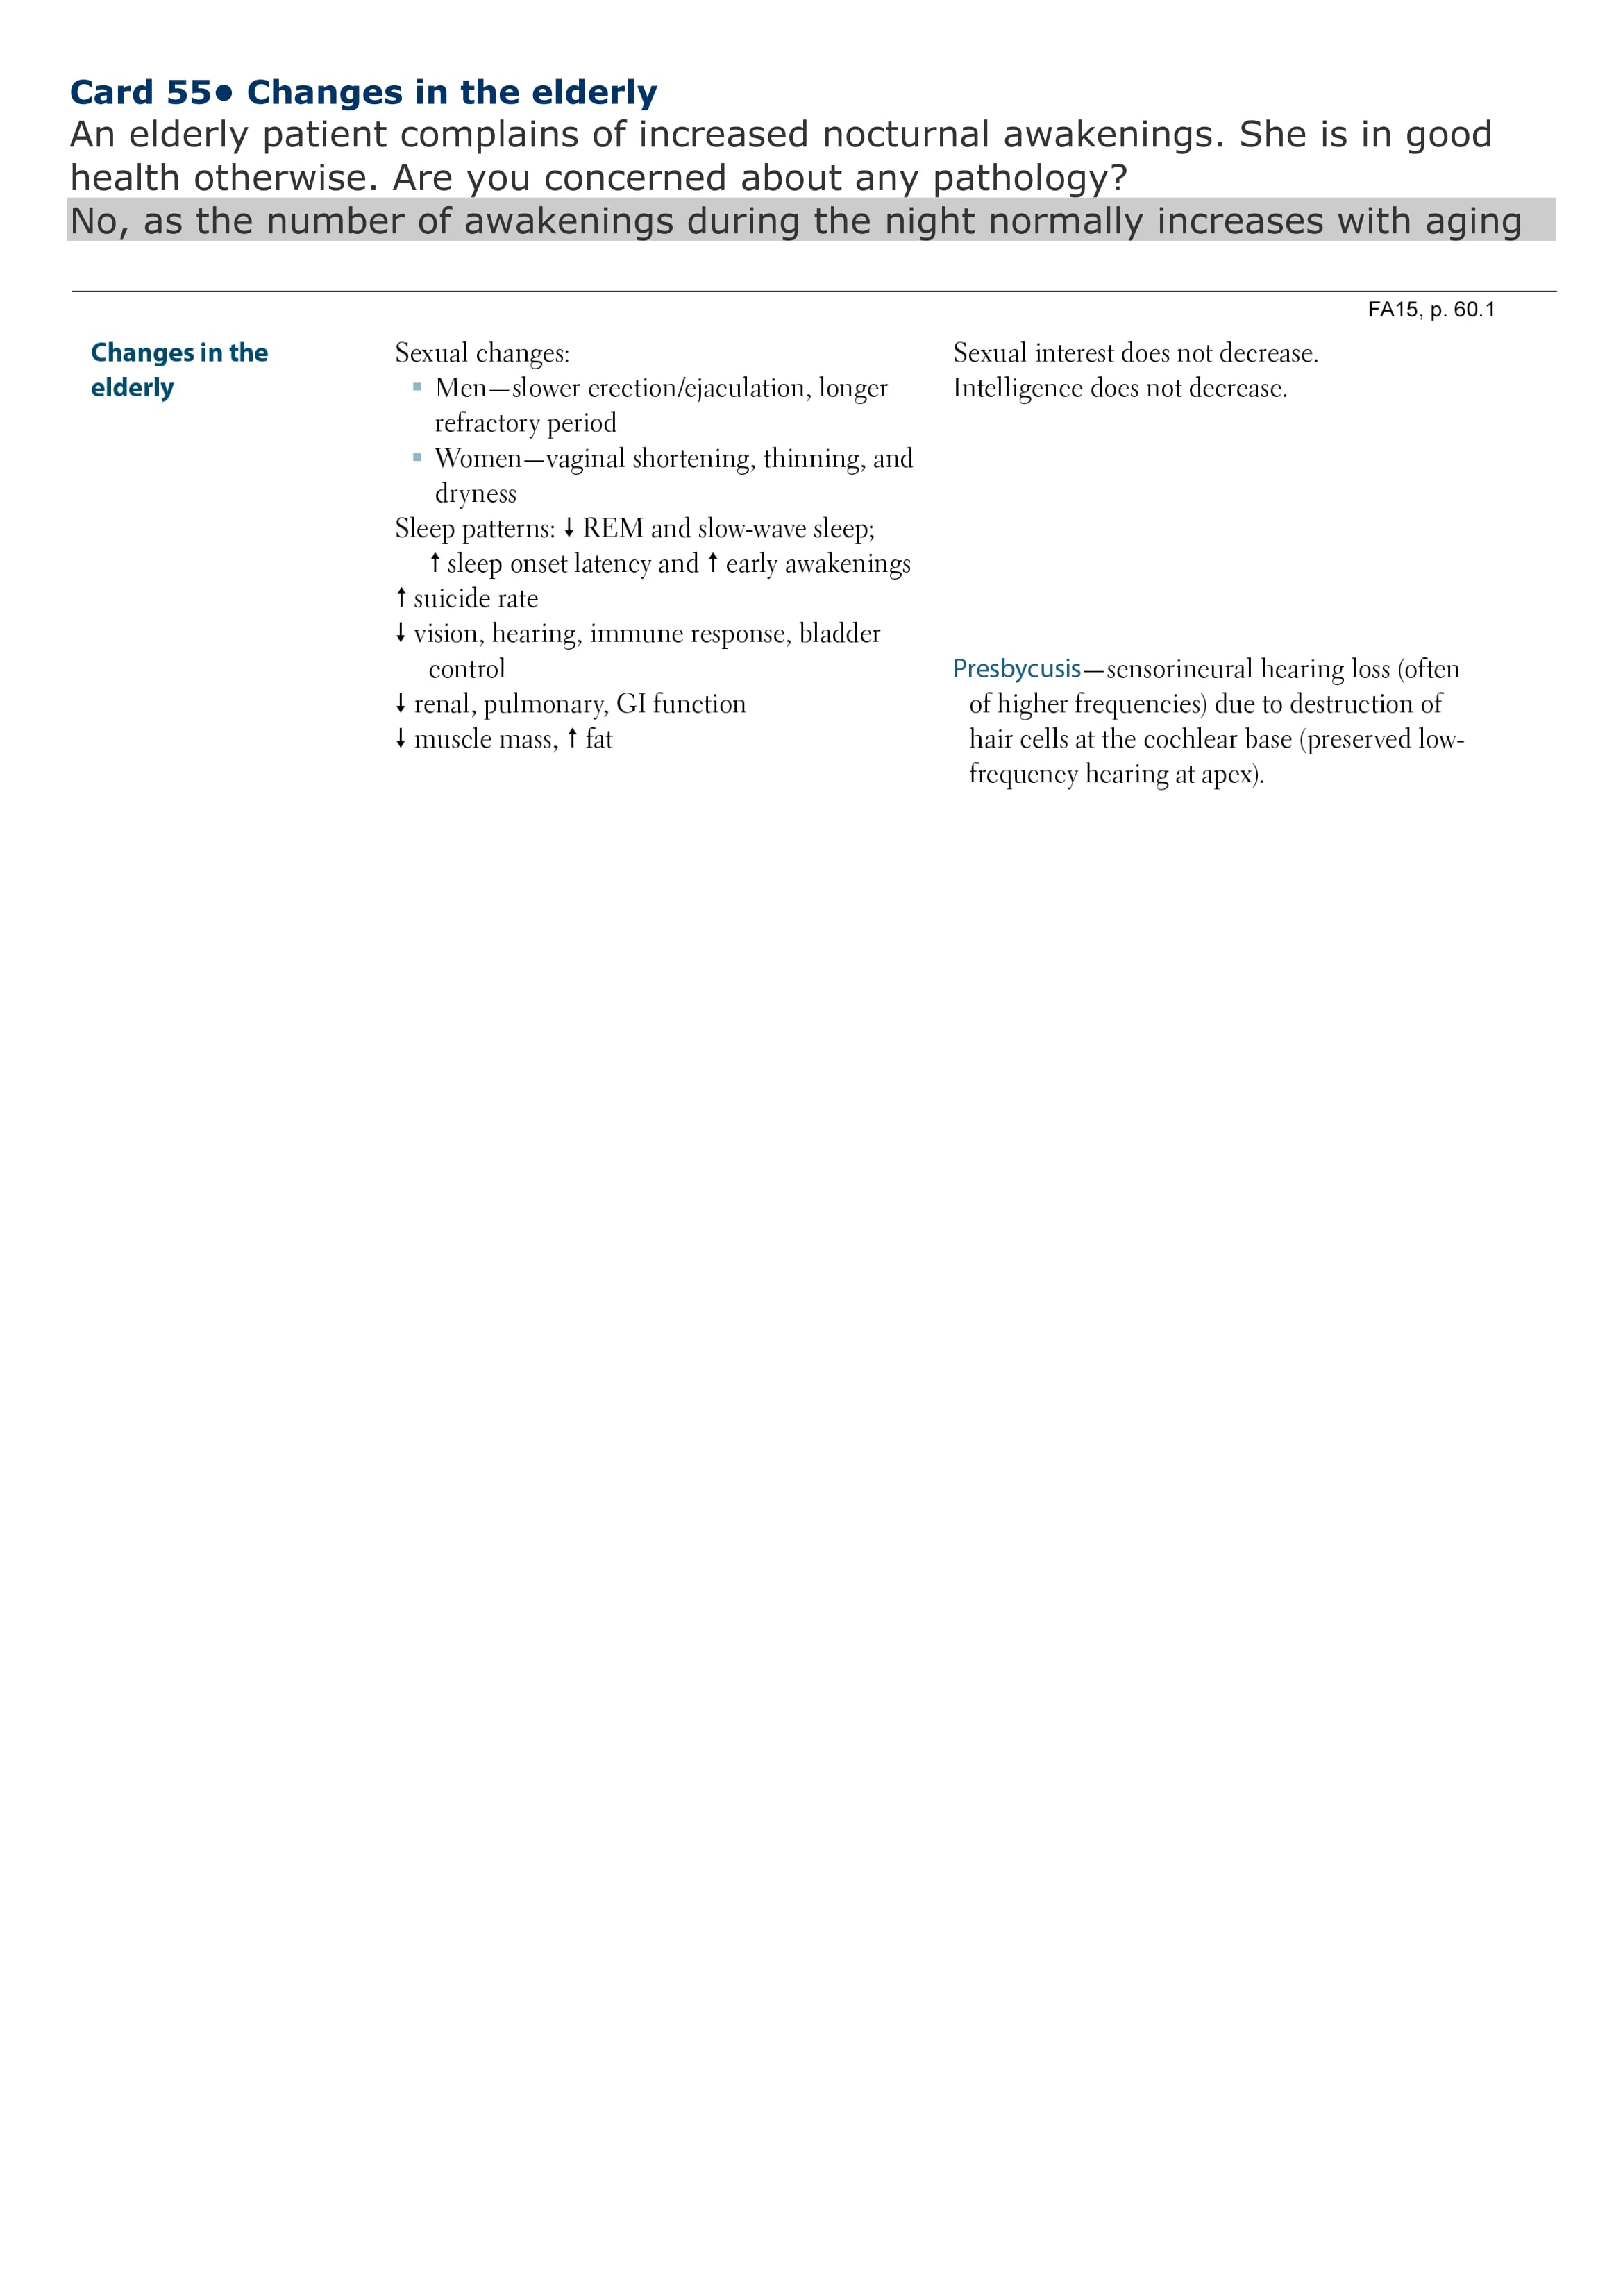 Card 55● Changes in the elderly
An elderly patient complains of increased nocturnal awakenings. She is in good
health otherwise. Are you concerned about any pathology?
No, as the number of awakenings during the night normally increases with aging
FA15, p. 60.1
Changes in the
elderly
Sexual changes:
▪ Men—slower erection/ejaculation, longer
refractory period
▪ Women—vaginal shortening, thinning, and
dryness
Sleep patterns: ↓ REM and slow-wave sleep;
↑ sleep onset latency and ↑ early awakenings
↑ suicide rate
↓ vision, hearing, immune response, bladder
control
↓ renal, pulmonary, GI function
↓ muscle mass, ↑ fat
Sexual interest does not decrease.
Intelligence does not decrease.
Presbycusis—sensorineural hearing loss (often
of higher frequencies) due to destruction of
hair cells at the cochlear base (preserved low-
frequency hearing at apex).